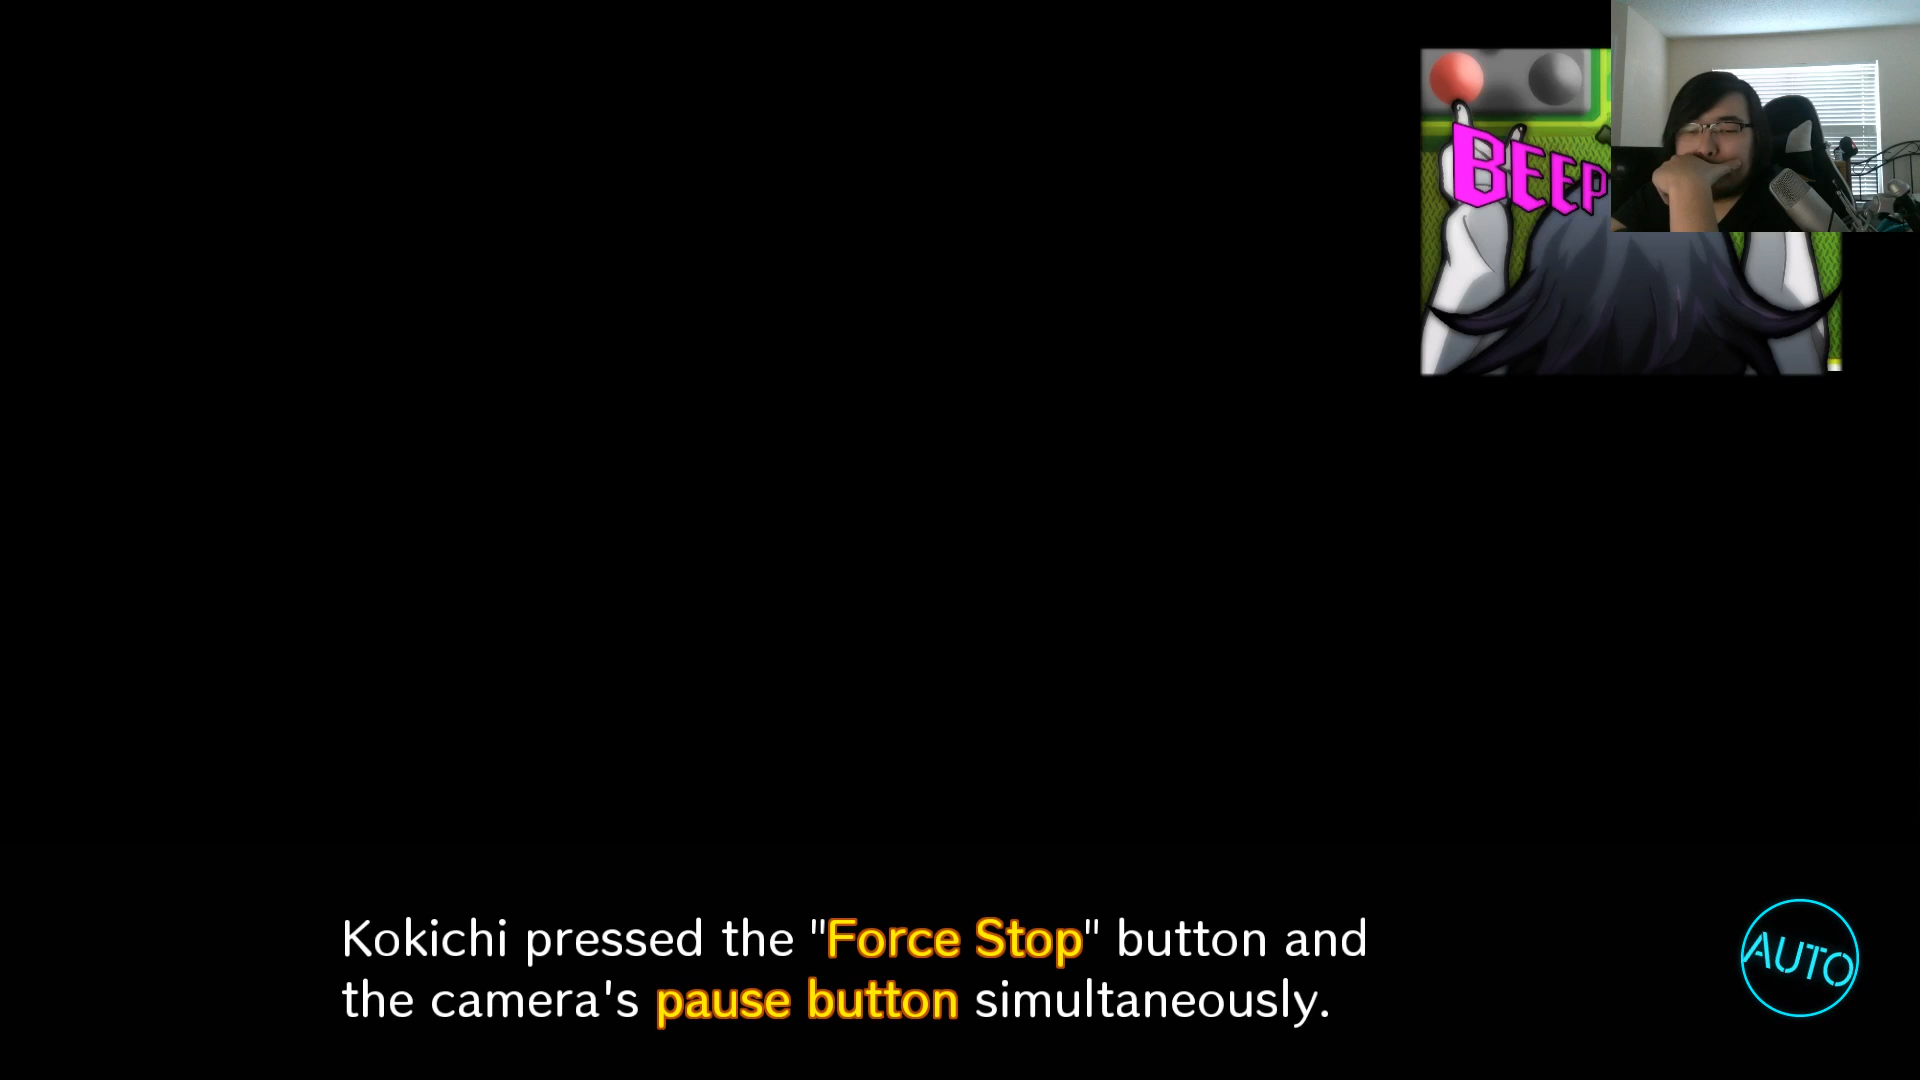 BEEP
Kokichi pressed the "Force Stop" button and
the camera's pause button simultaneously.
AUTO